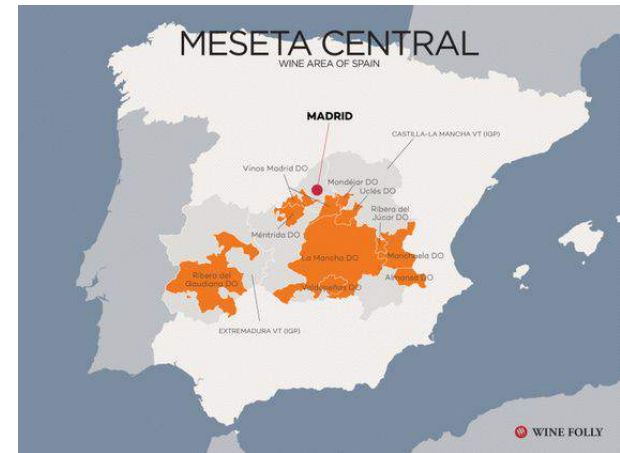 MESETA CENTRAL
WINE AREA OF SPAIN
MADRID
CASTILLA-LA MANCHA VT (IGP)
Vinos Madrid DO
Mondéjar DO
Uclés DO
Ribera del
Júcar DO
Méntrida DO
La Mancha DO
Manchuela DO
Ribera del
Guadiana DO
Almansa DO
Valdepeñas DO
EXTREMADURA VT (IGP)
WINE FOLLY